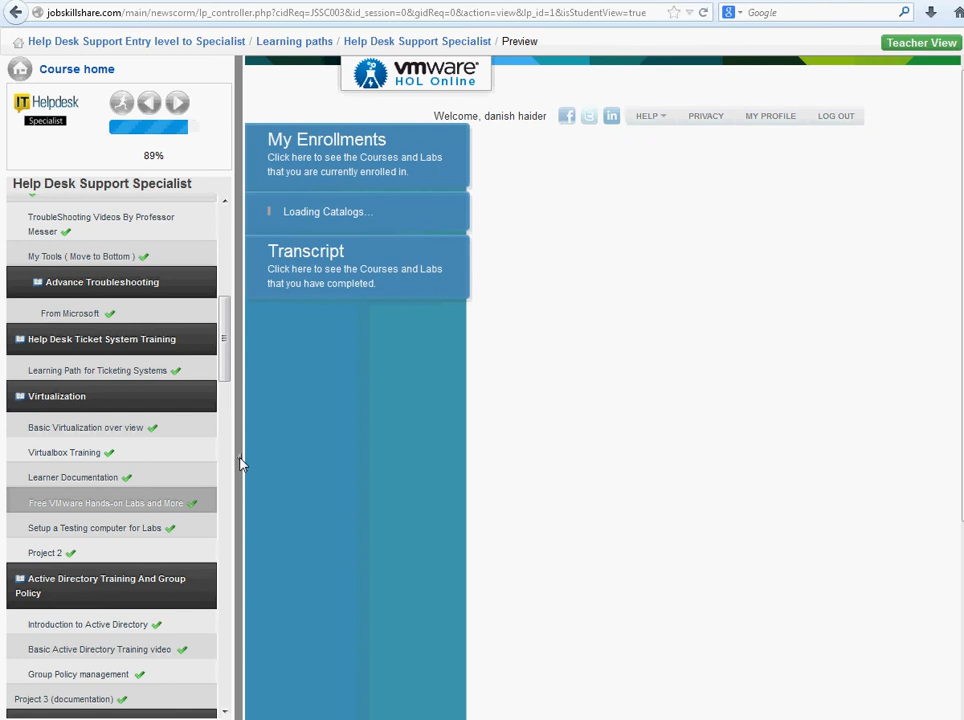 jobskillshare.com/main/newscorm/lp_controller.php?cidReq=JSSC003&id_session=0&gidReq=0&action=view&lp_id=1&isStudentView=true
Google
Help Desk Support Entry level to Specialist / Learning paths / Help Desk Support Specialist / Preview
Teacher View
Course home
IT Helpdesk
Specialist
89%
Help Desk Support Specialist
TroubleShooting Videos By Professor
Messer
My Tools ( Move to Bottom )
Advance Troubleshooting
From Microsoft
Help Desk Ticket System Training
Learning Path for Ticketing Systems
Virtualization
Basic Virtualization over view
Virtualbox Training
Learner Documentation
Free VMware Hands-on Labs and More
Setup a Testing computer for Labs
Project 2
Active Directory Training And Group
Policy
Introduction to Active Directory
Basic Active Directory Training video
Group Policy management
Project 3 (documentation)
vmware
HOL Online
Welcome, danish haider
HELP
PRIVACY
MY PROFILE
LOG OUT
My Enrollments
Click here to see the Courses and Labs
that you are currently enrolled in.
Loading Catalogs...
Transcript
Click here to see the Courses and Labs
that you have completed.